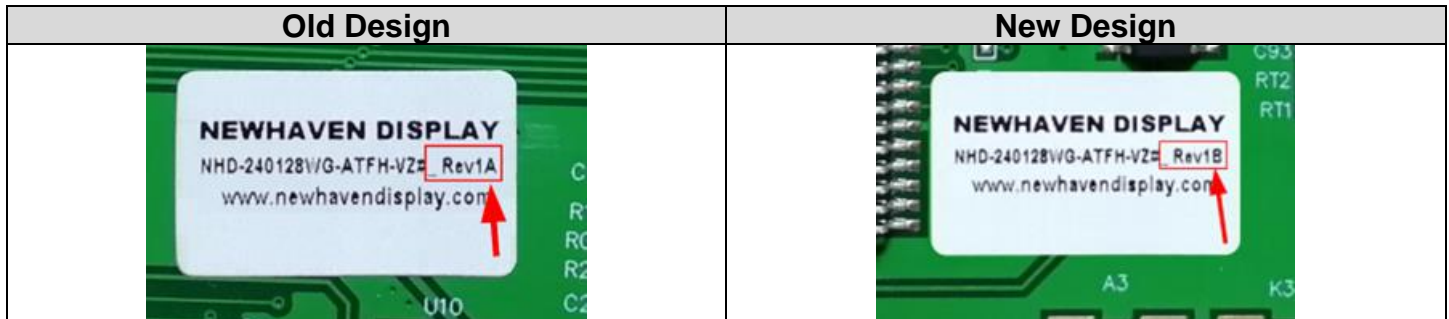 Old Design
New Design
NEWHAVEN DISPLAY
NHD-240128WG-ATFH-VZ#_Rev1A
www.newhavendisplay.com
C
R1
R0
R2
C2
U10
NEWHAVEN DISPLAY
NHD-240128WG-ATFH-VZ#_Rev1B
www.newhavendisplay.com
C93
RT2
RT1
A3
K3